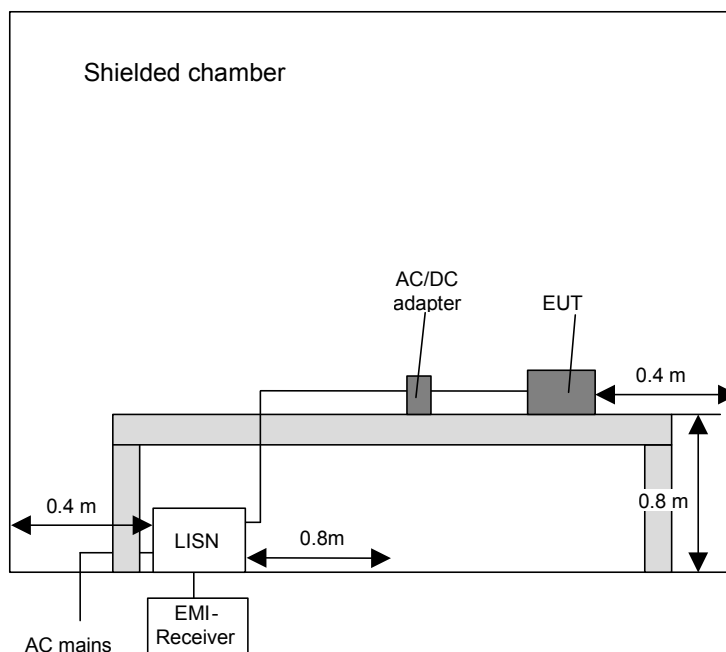 Shielded chamber
AC/DC
adapter
EUT
0.4 m
0.4 m
0.8 m
LISN
0.8m
EMI-
Receiver
AC mains